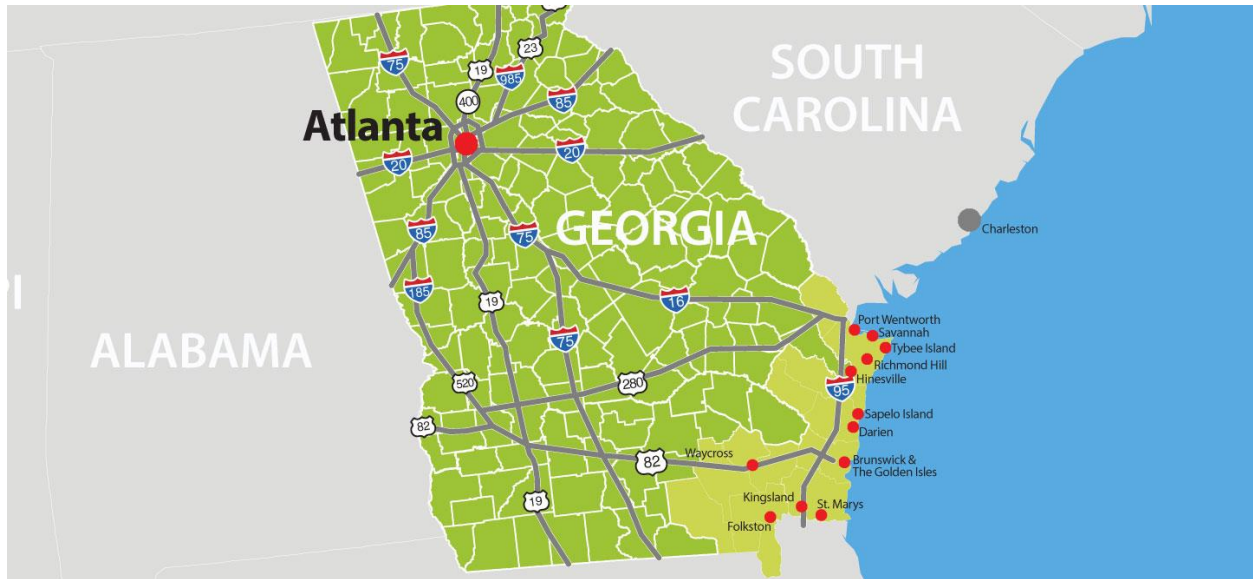 SOUTH
CAROLINA
23
75
19
985
400
85
Atlanta
20
20
Charleston
85
75
GEORGIA
185
19
16
ALABAMA
75
Port Wentworth
Savannah
Tybee Island
Richmond Hill
Hinesville
520
280
95
Sapelo Island
82
Darien
Waycross
82
Brunswick &
The Golden Isles
19
Kingsland
St. Marys
Folkston